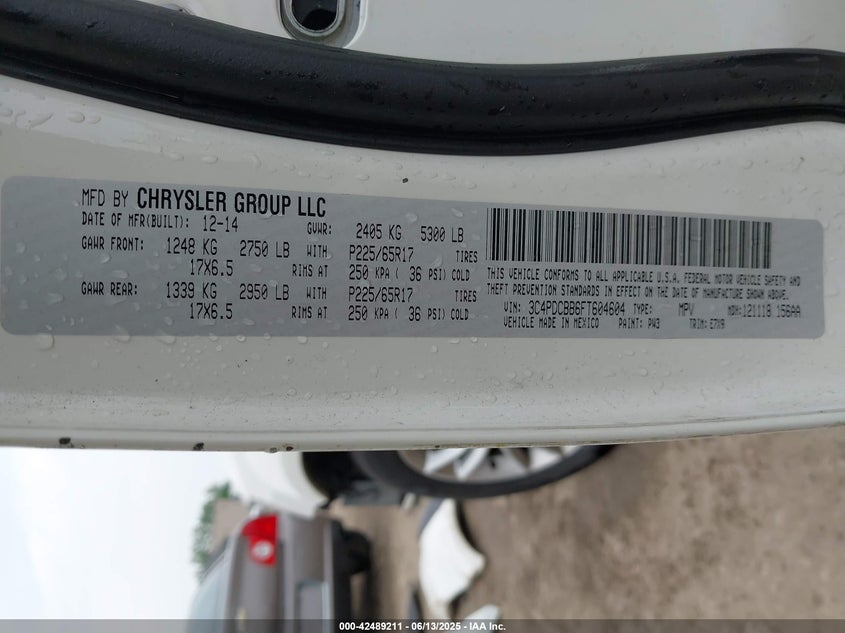 MFD BY CHRYSLER GROUP LLC
DATE OF MFR(BUILT): 12-14 GVWR: 2405 KG 5300 LB
GAWR FRONT: 1248 KG 2750 LB WITH P225/65R17 TIRES
17X6.5 RIMS AT 250 KPA ( 36 PSI) COLD
GAWR REAR: 1339 KG 2950 LB WITH P225/65R17 TIRES
17X6.5 RIMS AT 250 KPA ( 36 PSI) COLD
THIS VEHICLE CONFORMS TO ALL APPLICABLE U.S.A. FEDERAL MOTOR VEHICLE SAFETY AND
THEFT PREVENTION STANDARDS IN EFFECT ON THE DATE OF MANUFACTURE SHOWN ABOVE.
VIN: 3C4PDCBB6FT604604 TYPE: MPV MDH: 121118 156AA
VEHICLE MADE IN MEXICO PAINT: PW3 TRIM: E7X9
000-42489211 - 06/13/2025 - IAA Inc.